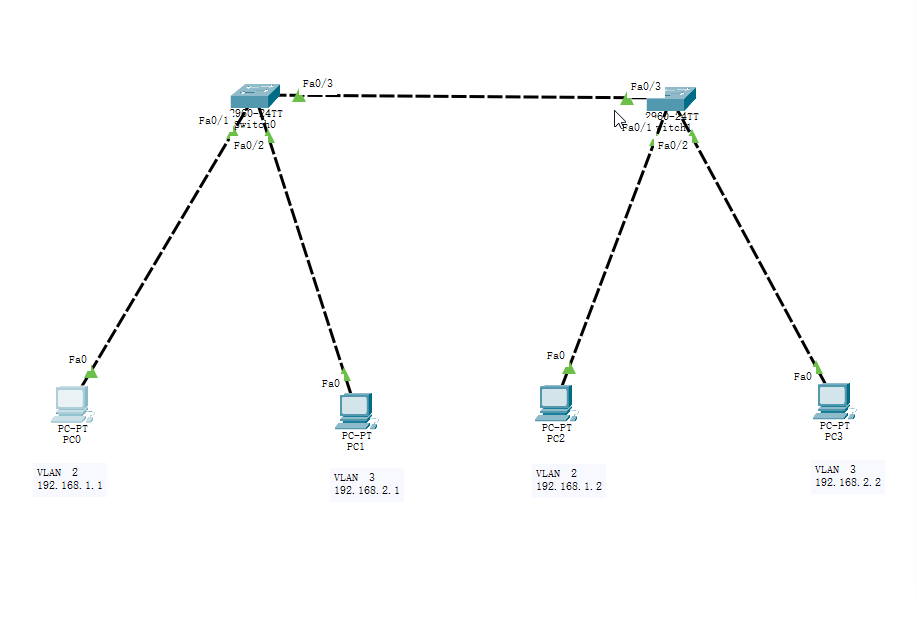 Fa0/3
Fa0/3
2960-24TT
Switch0
2960-24TT
Fa0/1
Fa0/1
Fa0/2
Fa0/2
Fa0
Fa0
Fa0
Fa0
PC-PT
PC0
PC-PT
PC1
PC-PT
PC2
PC-PT
PC3
VLAN 2
192.168.1.1
VLAN 3
192.168.2.1
VLAN 2
192.168.1.2
VLAN 3
192.168.2.2